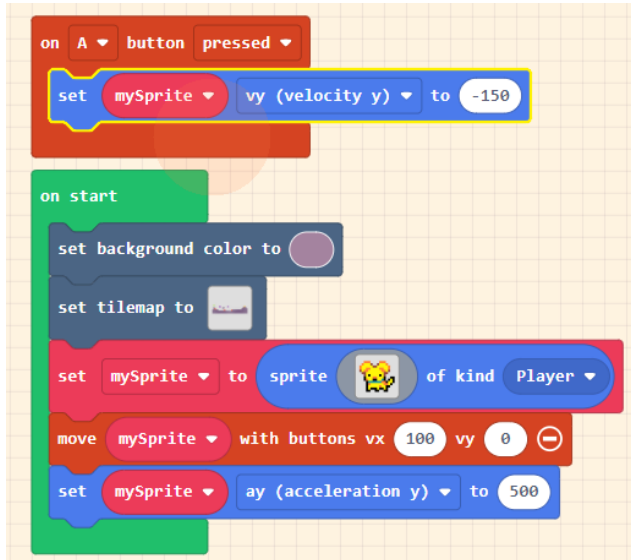 on A button pressed
set mySprite vy (velocity y) to -150
on start
set background color to
set tilemap to
set mySprite to sprite of kind Player
move mySprite with buttons vx 100 vy 0
set mySprite ay (acceleration y) to 500